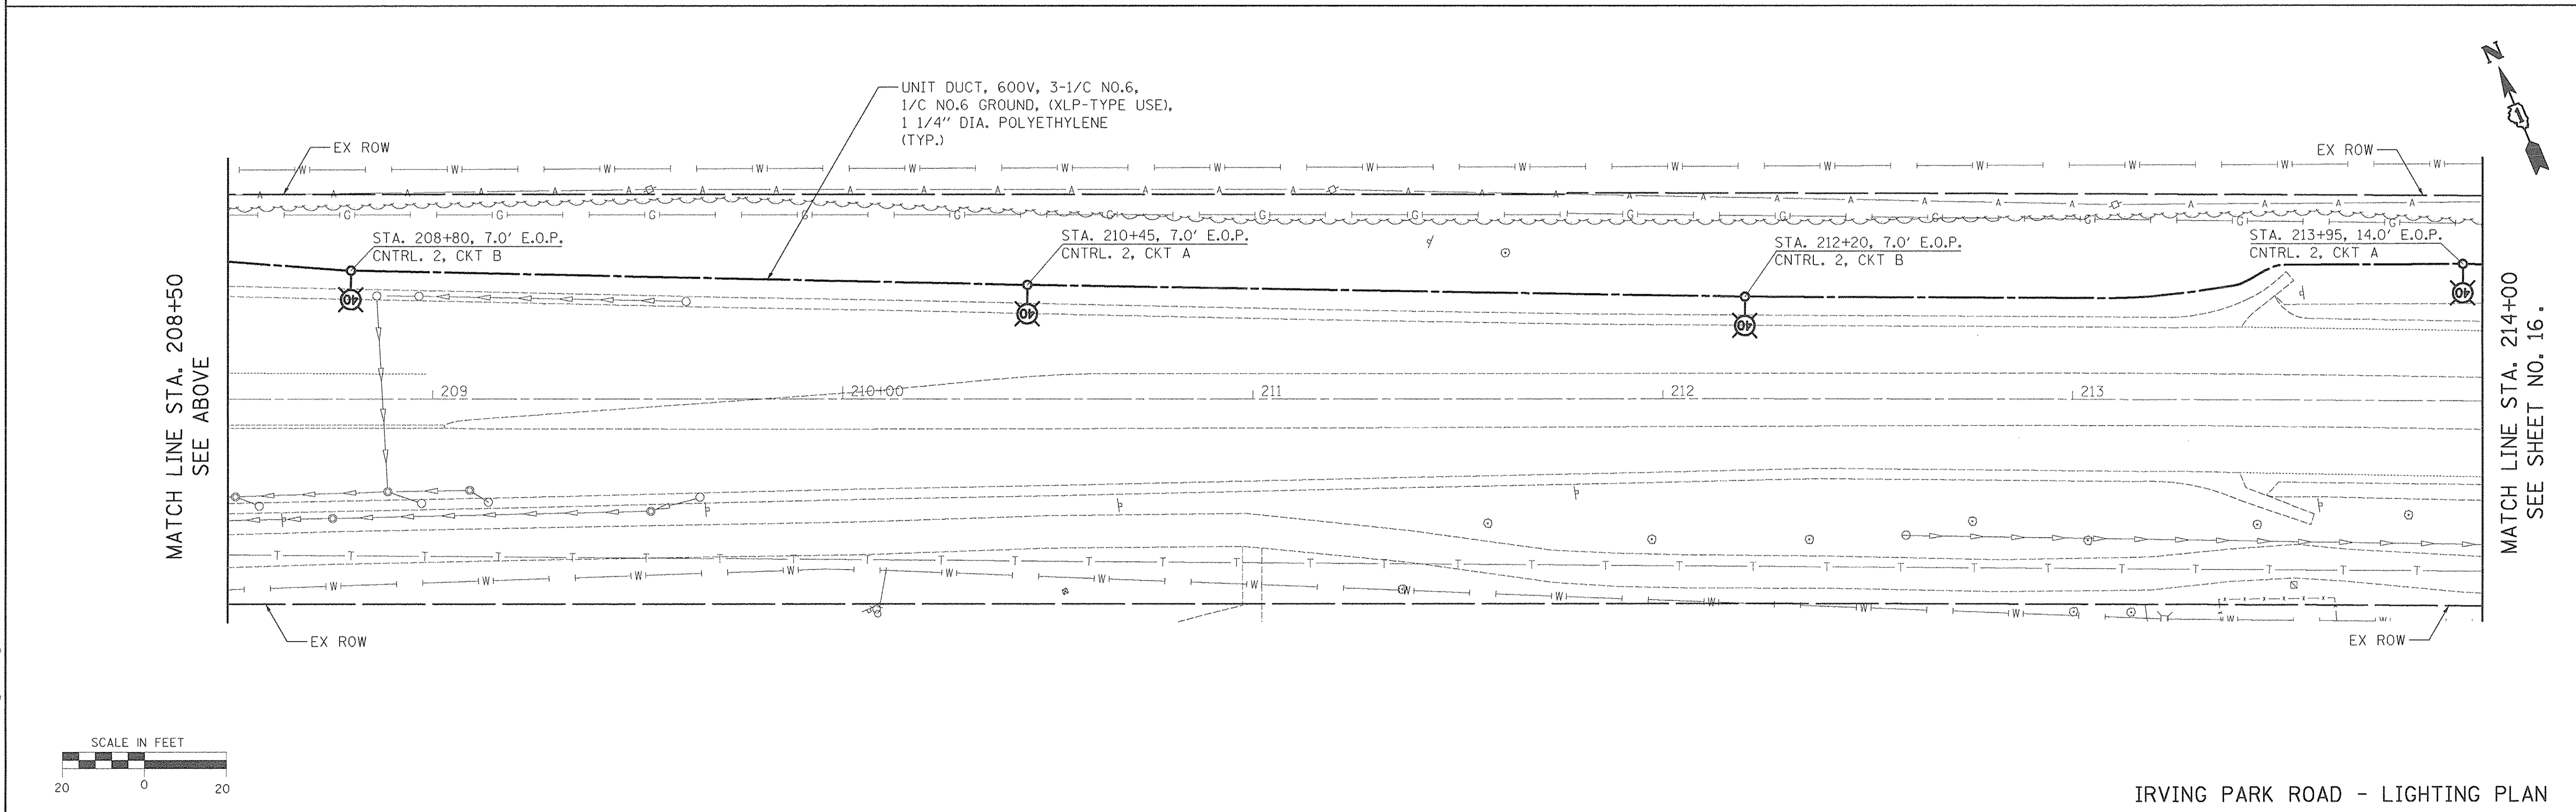 N
UNIT DUCT, 600V, 3-1/C NO.6,
1/C NO.6 GROUND, (XLP-TYPE USE),
1 1/4" DIA. POLYETHYLENE
(TYP.)
EX ROW
EX ROW
W W W W W W W W W W W W W W W
A A A A A A A A A A A A A A A A A A A A A A A A A A A A
G G G G G G G G G G G G G G G
STA. 208+80, 7.0' E.O.P.
CNTRL. 2, CKT B
STA. 210+45, 7.0' E.O.P.
CNTRL. 2, CKT A
STA. 212+20, 7.0' E.O.P.
CNTRL. 2, CKT B
STA. 213+95, 14.0' E.O.P.
CNTRL. 2, CKT A
40
40
40
40
MATCH LINE STA. 208+50
SEE ABOVE
209
210+00
211
212
213
MATCH LINE STA. 214+00
SEE SHEET NO. 16.
T T T T T T T T T T T T T T T T T T T T T T T T T T T T T T
W W W W W W W W W W W W W W W
EX ROW
EX ROW
SCALE IN FEET
20 0 20
IRVING PARK ROAD - LIGHTING PLAN